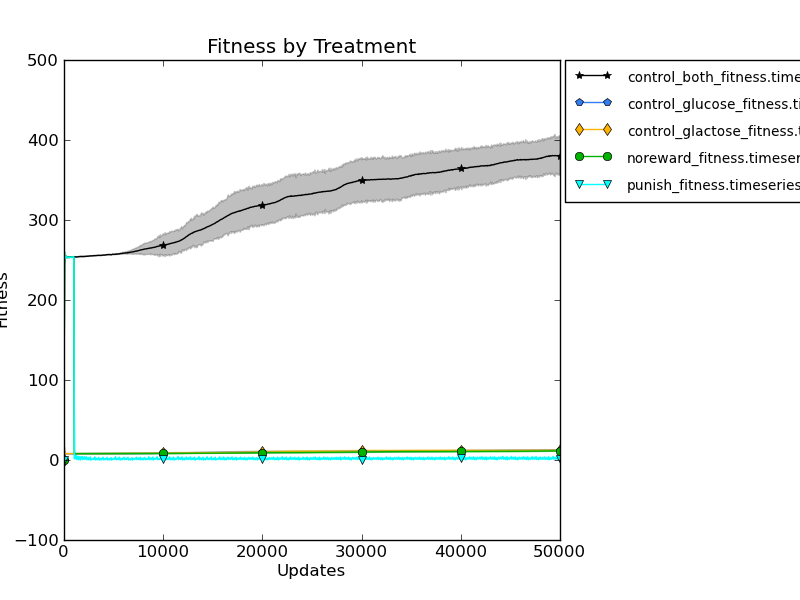 Fitness by Treatment
500
400
300
200
100
0
−100
0 10000 20000 30000 40000 50000
Updates
Fitness
control_both_fitness.time
control_glucose_fitness.ti
control_glactose_fitness.t
noreward_fitness.timeser
punish_fitness.timeseries